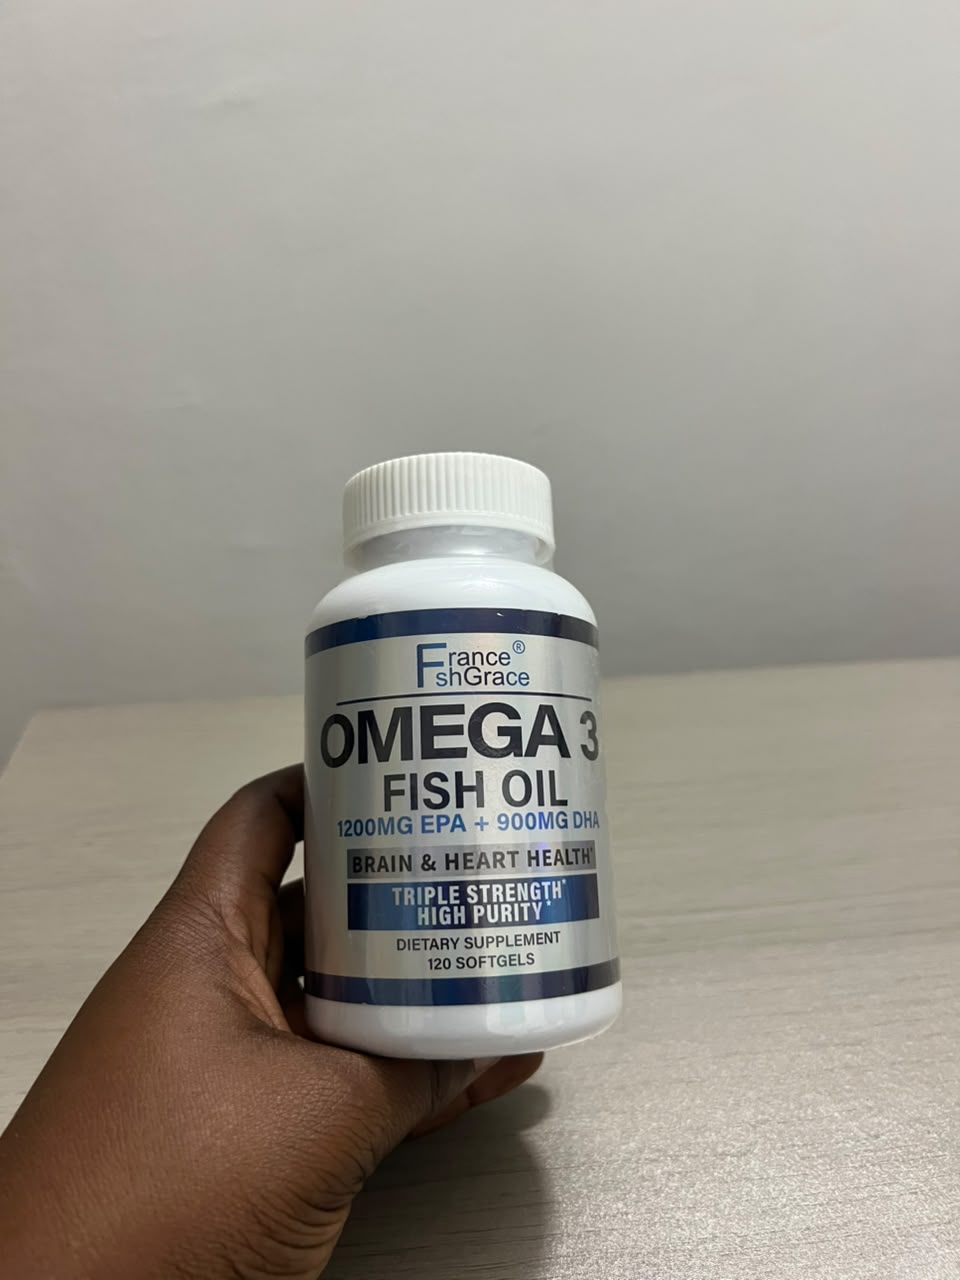 France®
FshGrace
OMEGA 3
FISH OIL
1200MG EPA + 900MG DHA
BRAIN & HEART HEALTH*
TRIPLE STRENGTH*
HIGH PURITY*
DIETARY SUPPLEMENT
120 SOFTGELS